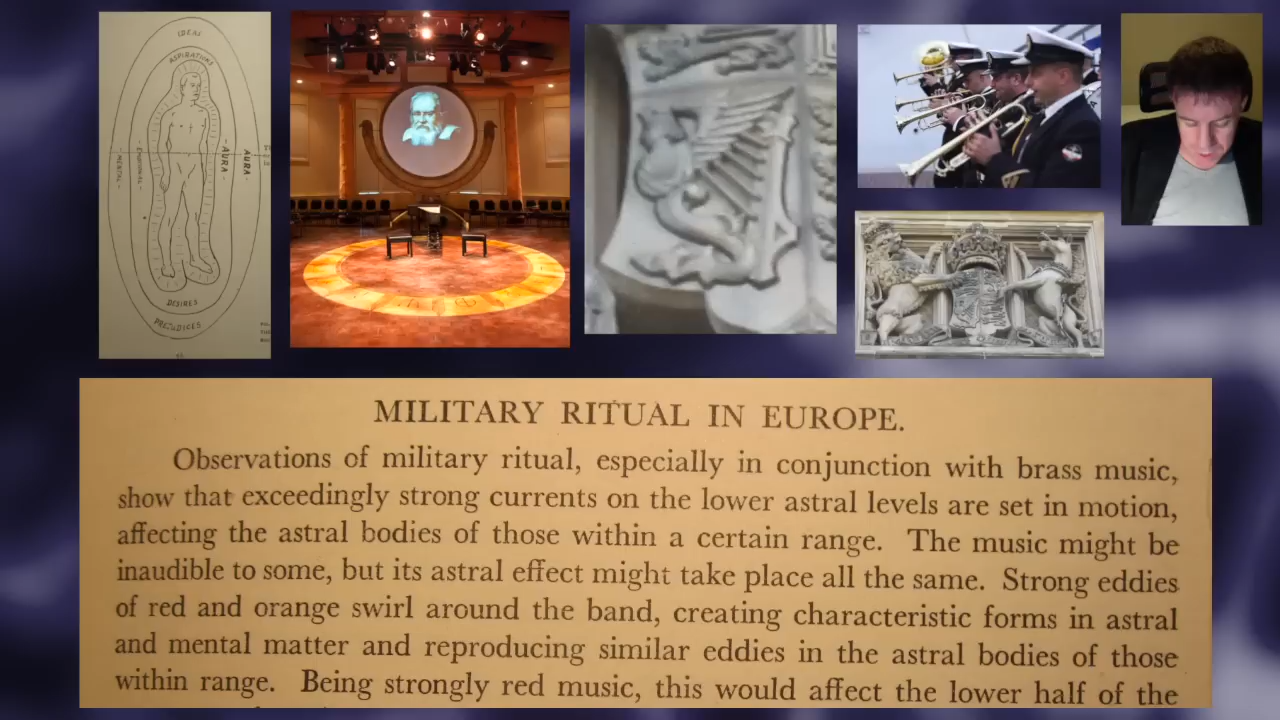 IDEAS
ASPIRATIONS
MENTAL
EMOTIONAL
AURA
AURA
DESIRES
PREJUDICES
MILITARY RITUAL IN EUROPE.
Observations of military ritual, especially in conjunction with brass music,
show that exceedingly strong currents on the lower astral levels are set in motion,
affecting the astral bodies of those within a certain range. The music might be
inaudible to some, but its astral effect might take place all the same. Strong eddies
of red and orange swirl around the band, creating characteristic forms in astral
and mental matter and reproducing similar eddies in the astral bodies of those
within range. Being strongly red music, this would affect the lower half of the